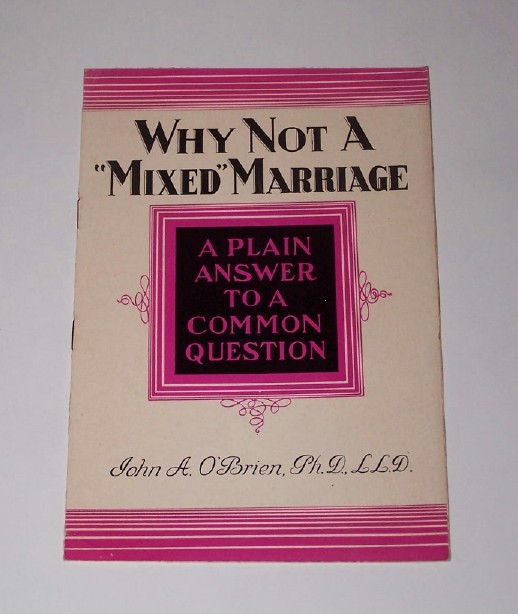 WHY NOT A
"MIXED" MARRIAGE
A PLAIN
ANSWER
TO A
COMMON
QUESTION
John A. O'Brien, Ph.D., LL.D.